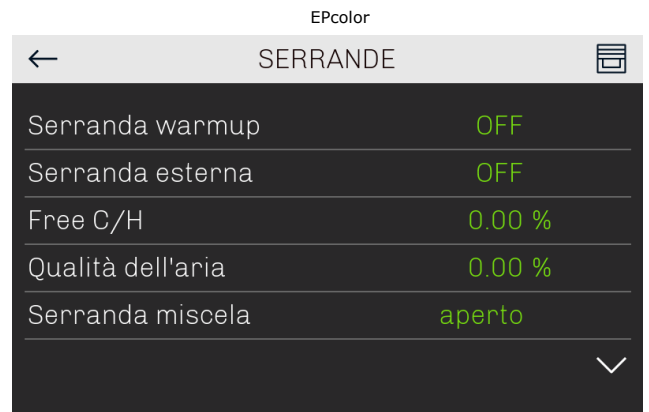 EPcolor
SERRANDE
Serranda warmup OFF
Serranda esterna OFF
Free C/H 0.00 %
Qualità dell'aria 0.00 %
Serranda miscela aperto